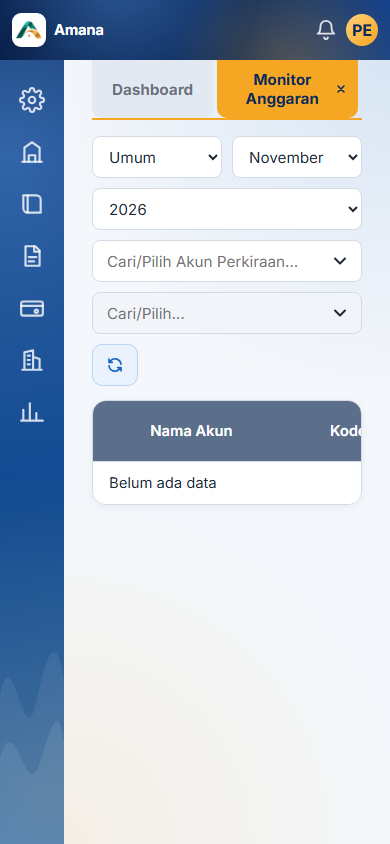 Amana
PE
Dashboard
Monitor
Anggaran
×
Umum
November
2026
Cari/Pilih Akun Perkiraan...
Cari/Pilih...
Nama Akun
Kode
Belum ada data